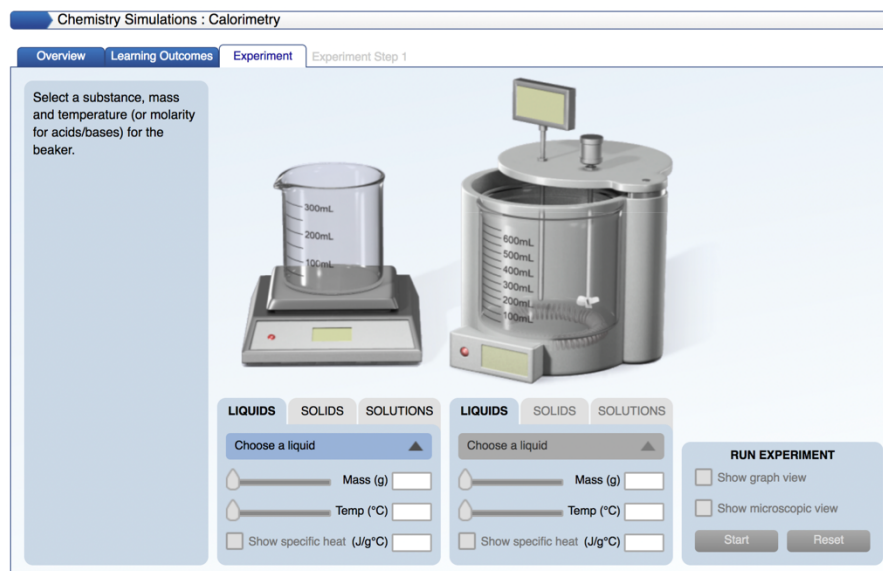 Chemistry Simulations : Calorimetry
Overview
Learning Outcomes
Experiment
Experiment Step 1
Select a substance, mass
and temperature (or molarity
for acids/bases) for the
beaker.
300mL
200mL
100mL
600mL
500mL
400mL
300mL
200mL
100mL
LIQUIDS SOLIDS SOLUTIONS
Choose a liquid
Mass (g)
Temp (°C)
Show specific heat (J/g°C)
LIQUIDS SOLIDS SOLUTIONS
Choose a liquid
Mass (g)
Temp (°C)
Show specific heat (J/g°C)
RUN EXPERIMENT
Show graph view
Show microscopic view
Start
Reset